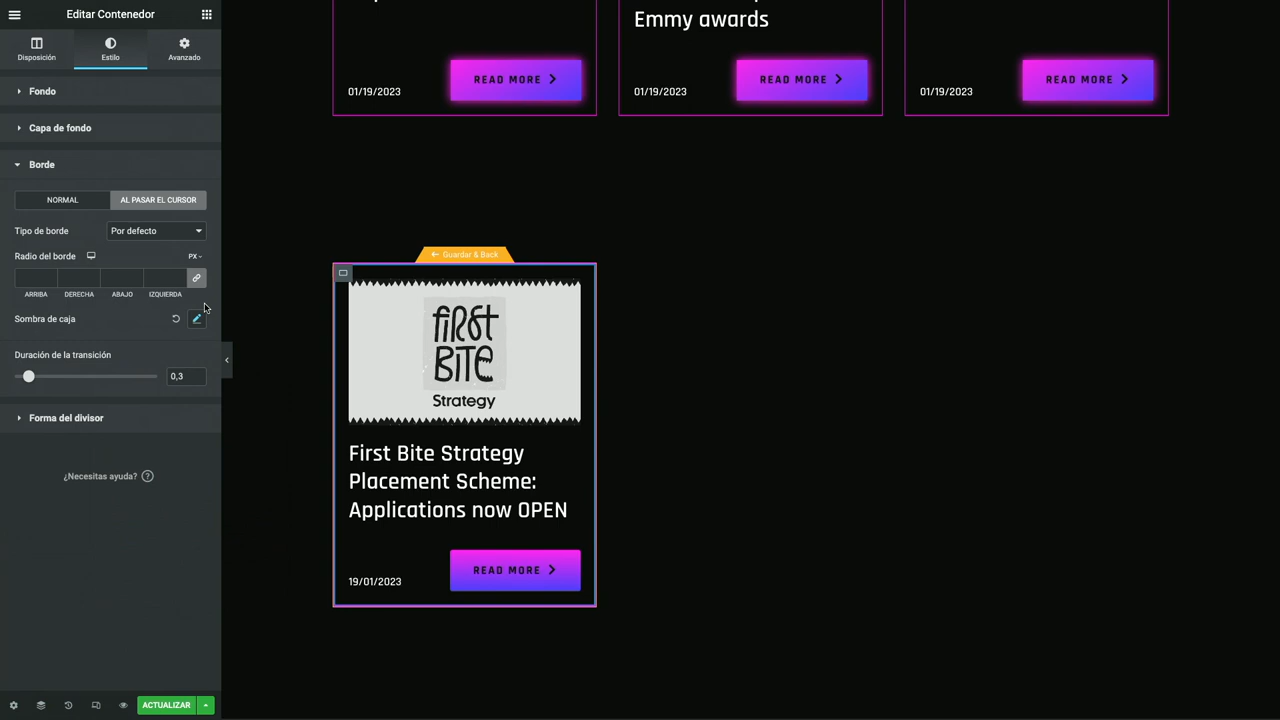 Editar Contenedor
Disposición
Estilo
Avanzado
Fondo
Capa de fondo
Borde
NORMAL
AL PASAR EL CURSOR
Tipo de borde
Por defecto
Radio del borde
PX
ARRIBA
DERECHA
ABAJO
IZQUIERDA
Sombra de caja
Duración de la transición
0,3
Forma del divisor
¿Necesitas ayuda?
ACTUALIZAR
Emmy awards
01/19/2023
READ MORE
01/19/2023
READ MORE
01/19/2023
READ MORE
Guardar & Back
first
BITE
Strategy
First Bite Strategy
Placement Scheme:
Applications now OPEN
19/01/2023
READ MORE